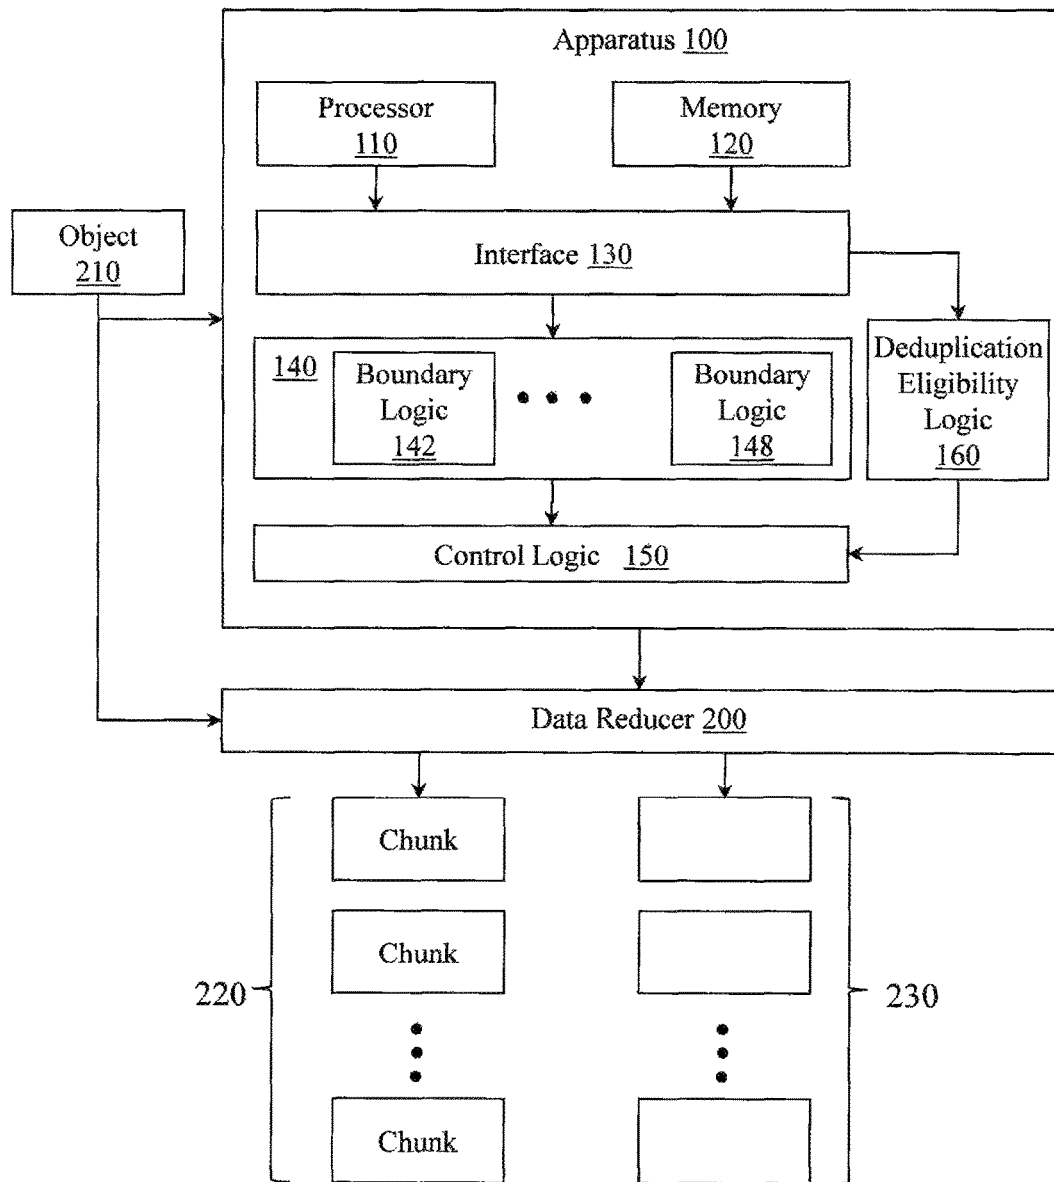 Apparatus 100
Processor
110
Memory
120
Object
210
Interface 130
140
Boundary
Logic
142
Boundary
Logic
148
Deduplication
Eligibility
Logic
160
Control Logic 150
Data Reducer 200
Chunk
Chunk
220
230
Chunk